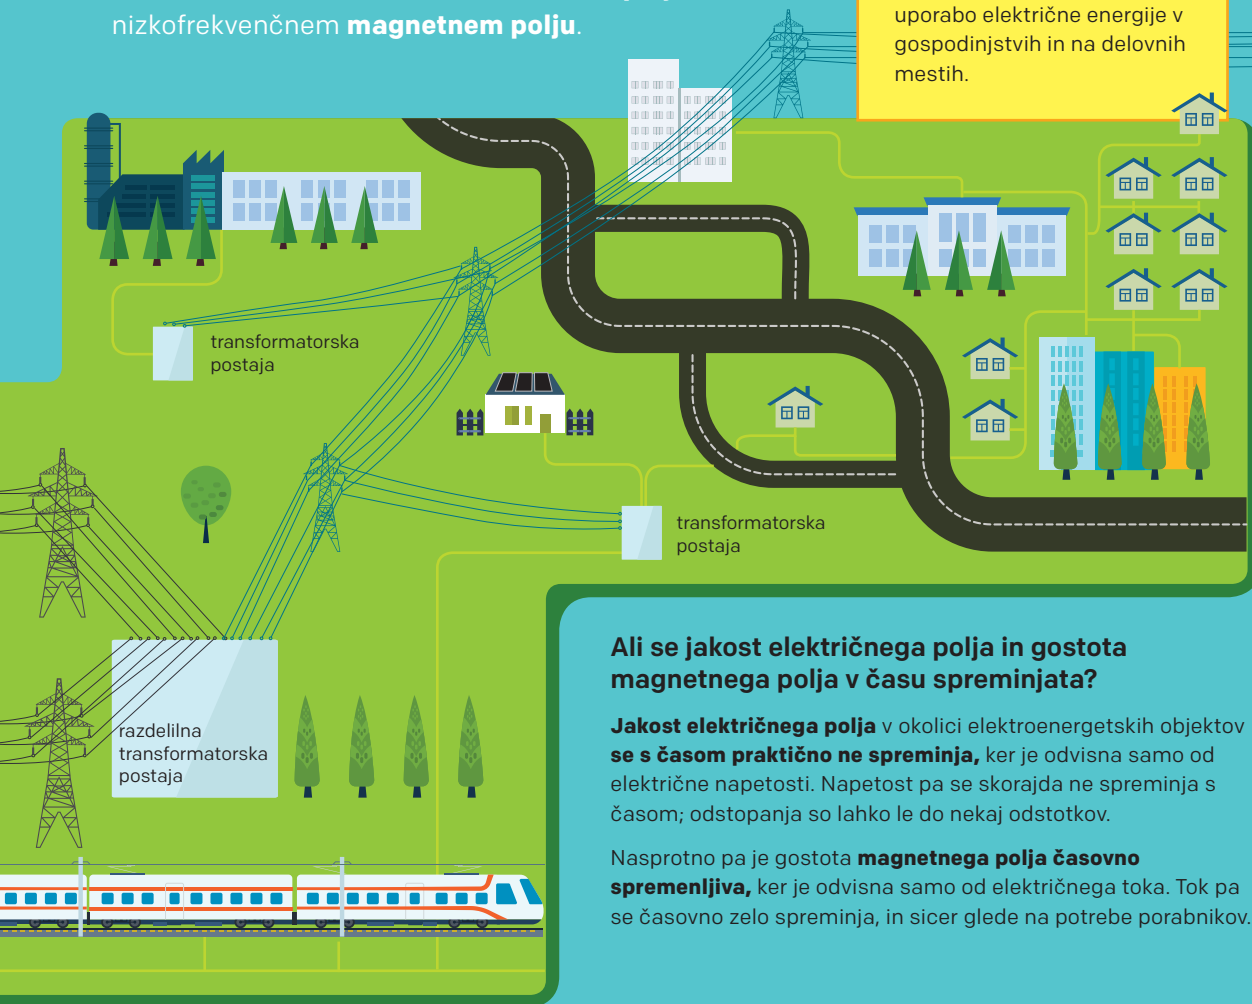 nizkofrekvenčnem magnetnem polju.
uporabo električne energije v
gospodinjstvih in na delovnih
mestih.
transformatorska
postaja
transformatorska
postaja
razdelilna
transformatorska
postaja
Ali se jakost električnega polja in gostota
magnetnega polja v času spreminjata?
Jakost električnega polja v okolici elektroenergetskih objektov
se s časom praktično ne spreminja, ker je odvisna samo od
električne napetosti. Napetost pa se skorajda ne spreminja s
časom; odstopanja so lahko le do nekaj odstotkov.
Nasprotno pa je gostota magnetnega polja časovno
spremenljiva, ker je odvisna samo od električnega toka. Tok pa
se časovno zelo spreminja, in sicer glede na potrebe porabnikov.